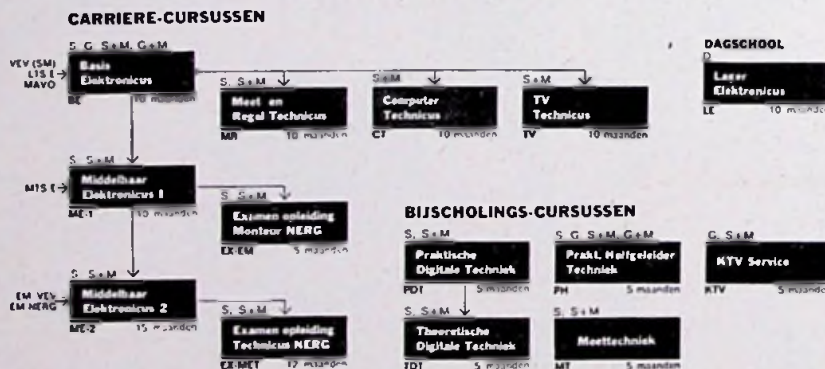 CARRIERE-CURSUSSEN
S, G, S+M, G+M
VEV (SM)
LTS E
MAVO
Basis
Elektronicus
BE 10 maanden
S, S+M
Meet en
Regel Technicus
MR 10 maanden
S+M
Computer
Technicus
CT 10 maanden
S+M
TV
Technicus
TV 10 maanden
DAGSCHOOL
D
Lager
Elektronicus
LE 10 maanden
S, S+M
MTS E
Middelbaar
Elektronicus 1
ME-1 10 maanden
S, S+M
Examen opleiding
Monteur NERG
EX-EM 5 maanden
S, S+M
EM VEV
EM NERG
Middelbaar
Elektronicus 2
ME-2 15 maanden
S, S+M
Examen opleiding
Technicus NERG
EX-MET 12 maanden
BIJSCHOLINGS-CURSUSSEN
S, S+M
Praktische
Digitale Techniek
PDT 5 maanden
S, G, S+M, G+M
Prakt. Halfgeleider
Techniek
PH 5 maanden
G, S+M
KTV Service
KTV 5 maanden
S, S+M
Theoretische
Digitale Techniek
TDT 5 maanden
S, S+M
Meettechniek
MT 5 maanden